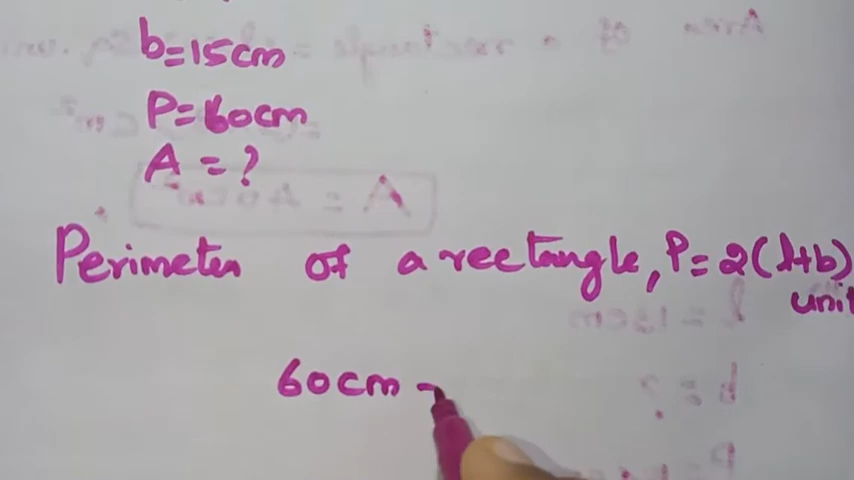 b=15cm
P=60cm
A = ?
Perimeter of a rectangle, P=2(l+b)
unit
60cm -